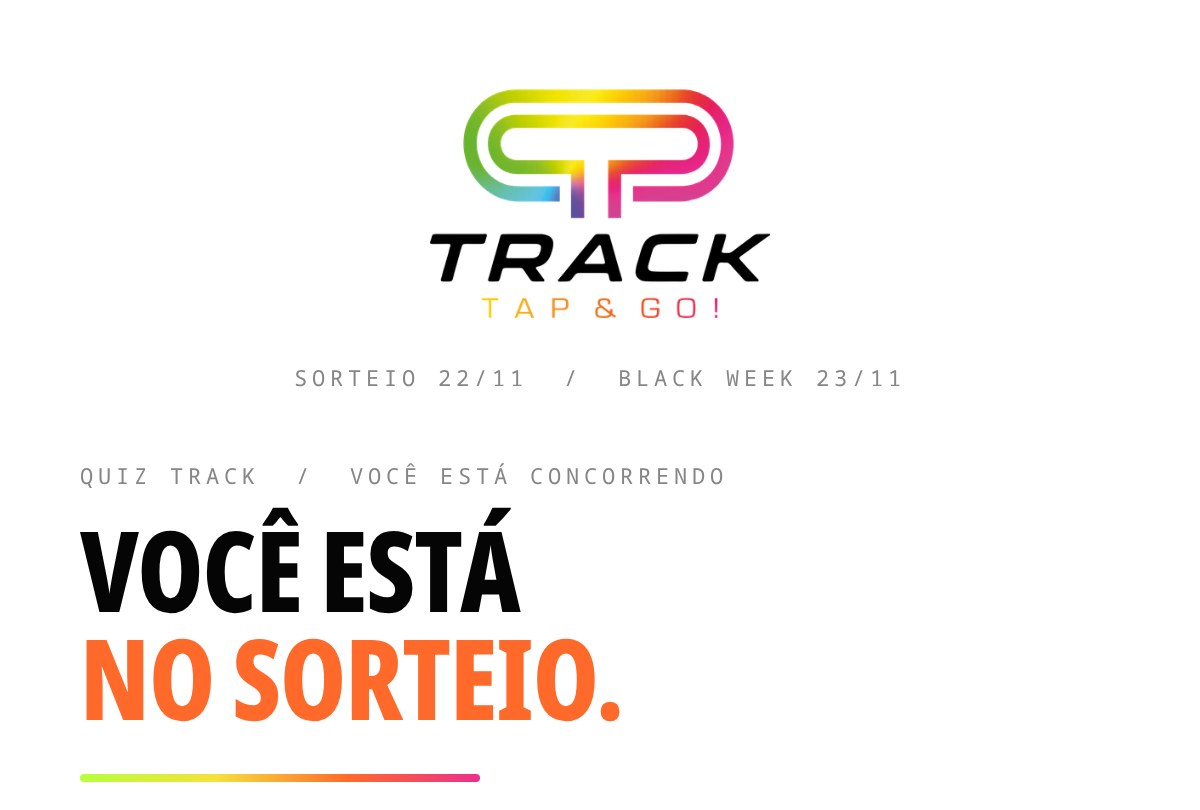 TRACK
TAP & GO!
SORTEIO 22/11 / BLACK WEEK 23/11
QUIZ TRACK / VOCÊ ESTÁ CONCORRENDO
VOCÊ ESTÁ
NO SORTEIO.